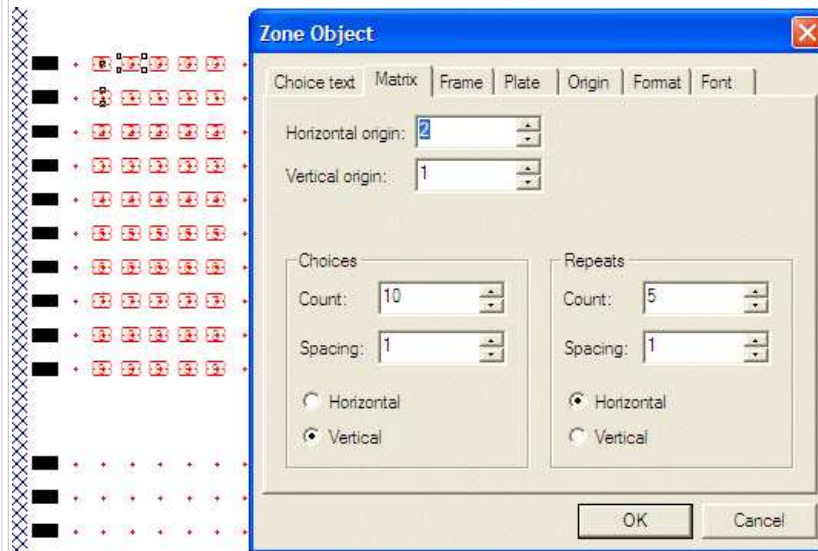 Zone Object
Choice text Matrix Frame Plate Origin Format Font
Horizontal origin: 2
Vertical origin: 1
Choices Repeats
Count: 10 Count: 5
Spacing: 1 Spacing: 1
Horizontal Horizontal
Vertical Vertical
OK Cancel